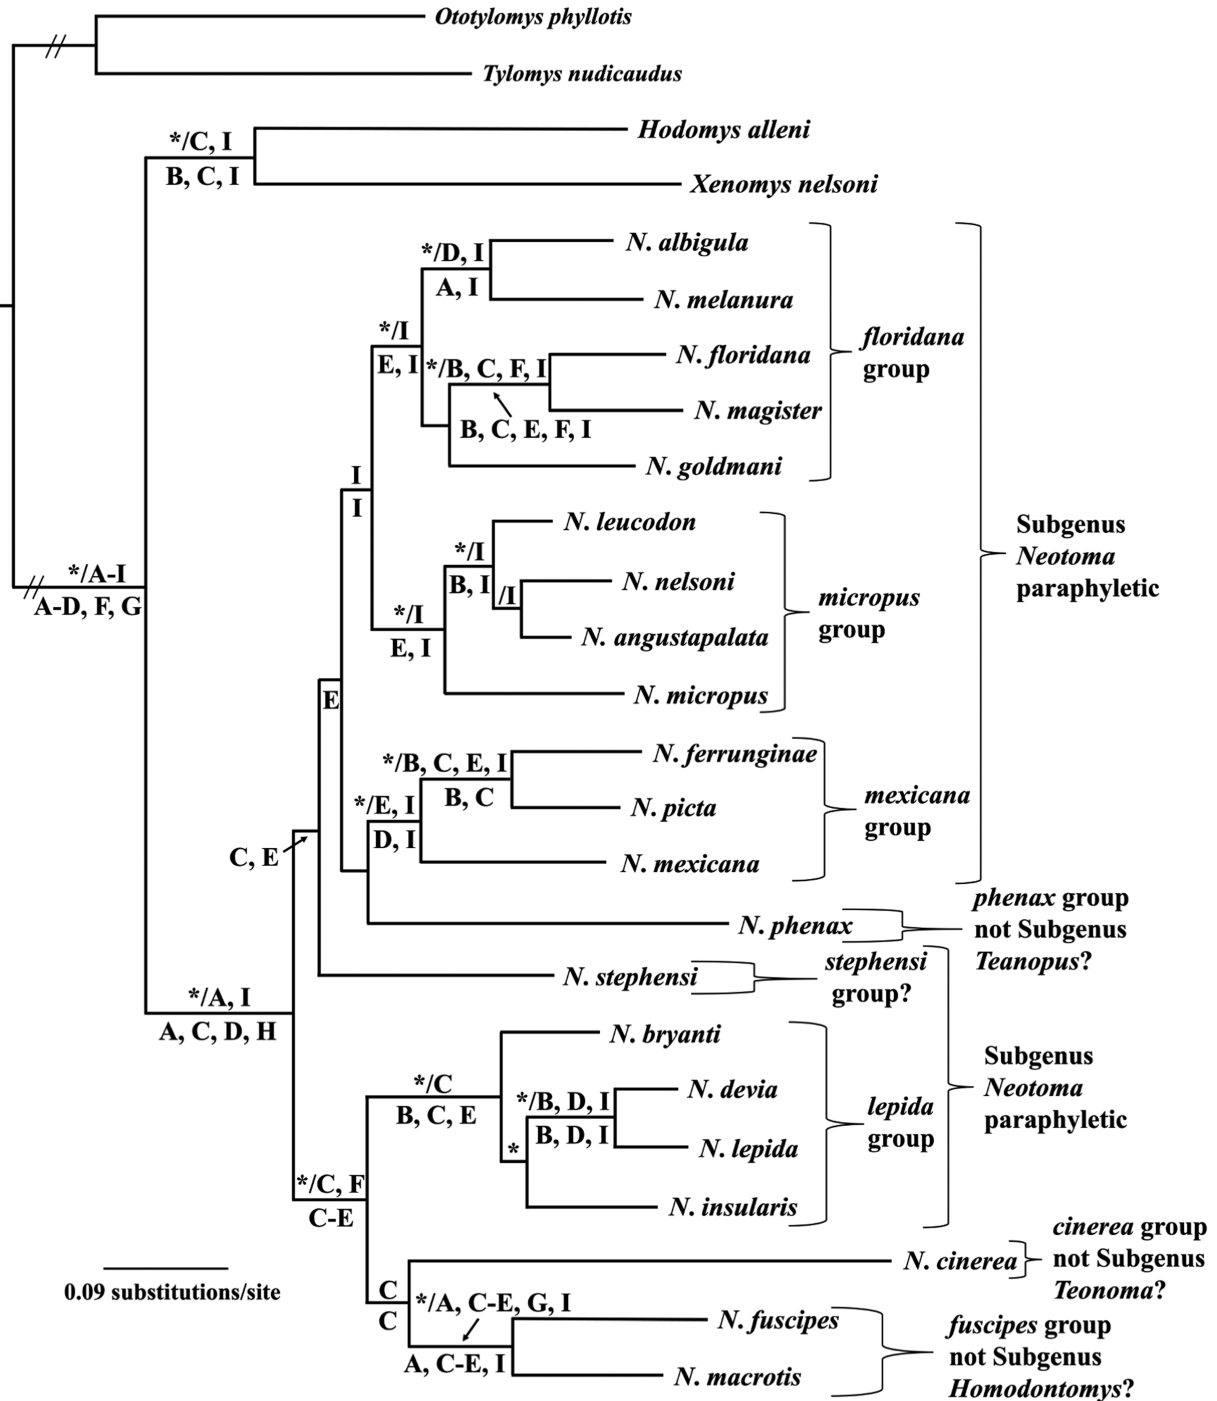 Ototylomys phyllotis
Tylomys nudicaudus
Hodomys alleni
*/C, I
B, C, I
Xenomys nelsoni
N. albigula
*/D, I
A, I
N. melanura
*/I
E, I
floridana
group
N. floridana
*/B, C, F, I
N. magister
B, C, E, F, I
N. goldmani
I
I
N. leucodon
*/I
B, I
N. nelsoni
/I
*/I
E, I
N. angustapalata
micropus
group
N. micropus
Subgenus
Neotoma
paraphyletic
*/A-I
A-D, F, G
E
N. ferrunginae
*/B, C, E, I
B, C
N. picta
*/E, I
D, I
mexicana
group
N. mexicana
C, E
N. phenax
phenax group
not Subgenus
Teanopus?
N. stephensi
stephensi
group?
*/A, I
A, C, D, H
N. bryanti
*/C
B, C, E
N. devia
*/B, D, I
B, D, I
N. lepida
*
lepida
group
N. insularis
Subgenus
Neotoma
paraphyletic
*/C, F
C-E
N. cinerea
cinerea group
not Subgenus
Teonoma?
C
C
*/A, C-E, G, I
A, C-E, I
N. fuscipes
N. macrotis
fuscipes group
not Subgenus
Homodontomys?
0.09 substitutions/site